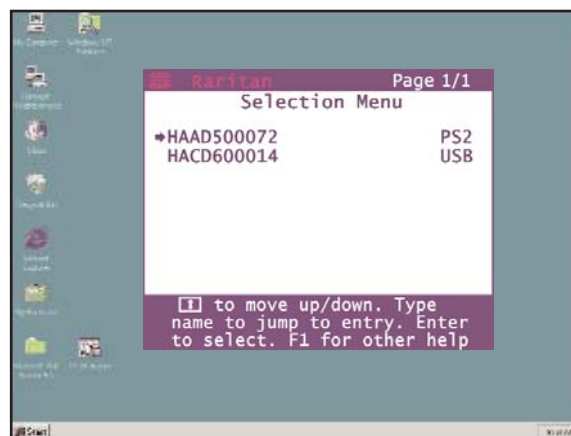 My Computer
Raritan Page 1/1
Selection Menu
HAAD500072 PS2
HACD600014 USB
to move up/down. Type
name to jump to entry. Enter
to select. F1 for other help
Start